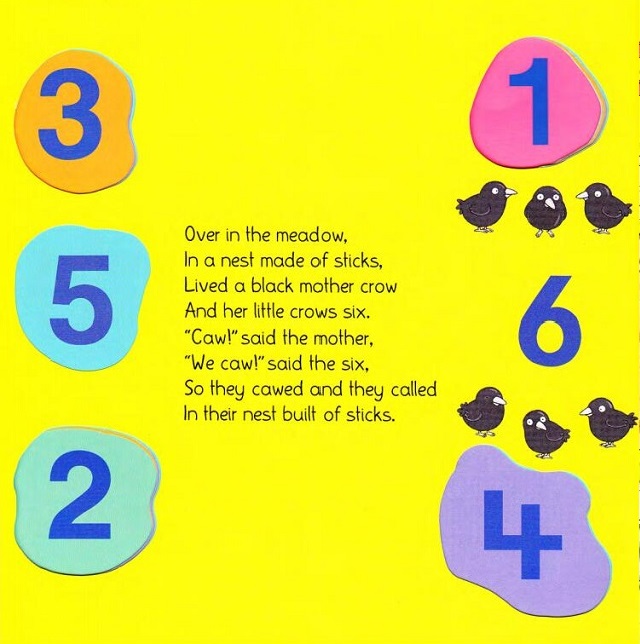 3
1
Over in the meadow,
In a nest made of sticks,
Lived a black mother crow
And her little crows six.
"Caw!" said the mother,
"We caw!" said the six,
So they cawed and they called
In their nest built of sticks.
5
6
2
4